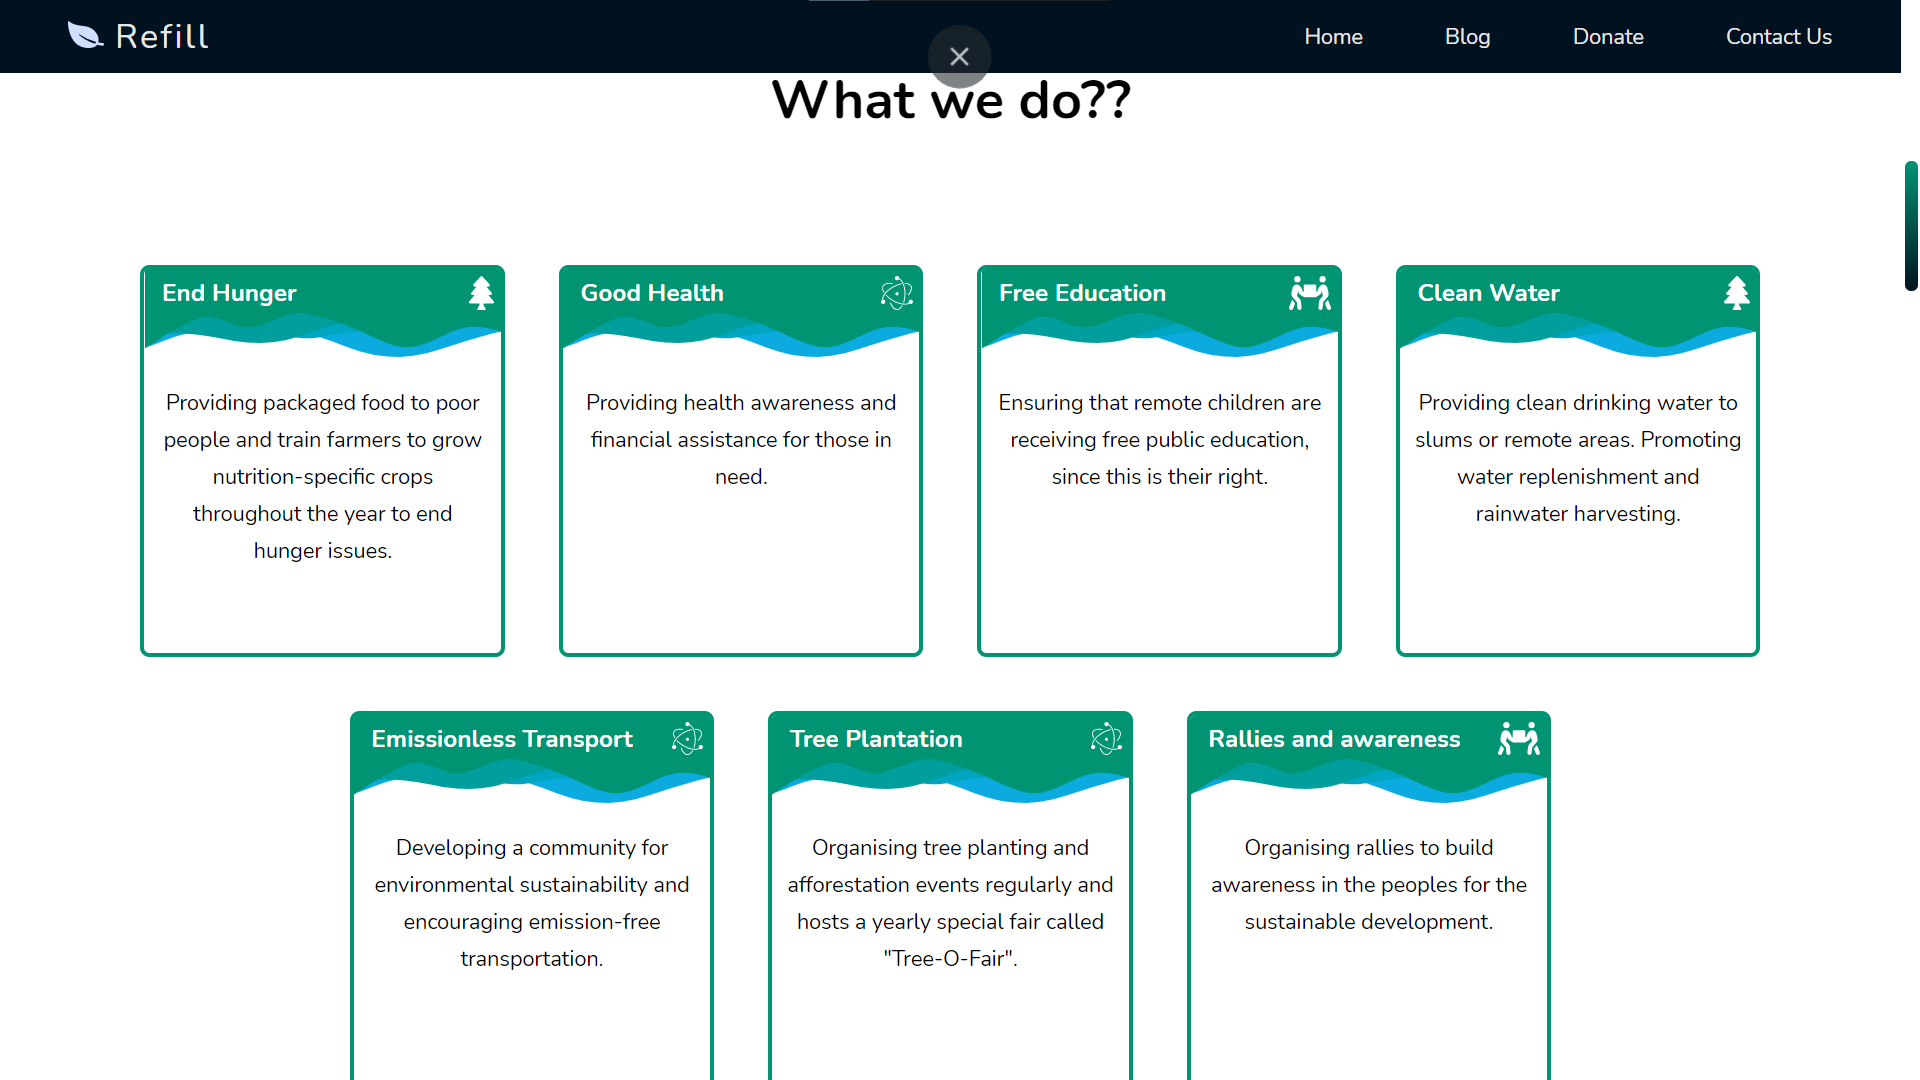 Refill
Home
Blog
Donate
Contact Us
What we do??
End Hunger
Providing packaged food to poor
people and train farmers to grow
nutrition-specific crops
throughout the year to end
hunger issues.
Good Health
Providing health awareness and
financial assistance for those in
need.
Free Education
Ensuring that remote children are
receiving free public education,
since this is their right.
Clean Water
Providing clean drinking water to
slums or remote areas. Promoting
water replenishment and
rainwater harvesting.
Emissionless Transport
Developing a community for
environmental sustainability and
encouraging emission-free
transportation.
Tree Plantation
Organising tree planting and
afforestation events regularly and
hosts a yearly special fair called
"Tree-O-Fair".
Rallies and awareness
Organising rallies to build
awareness in the peoples for the
sustainable development.